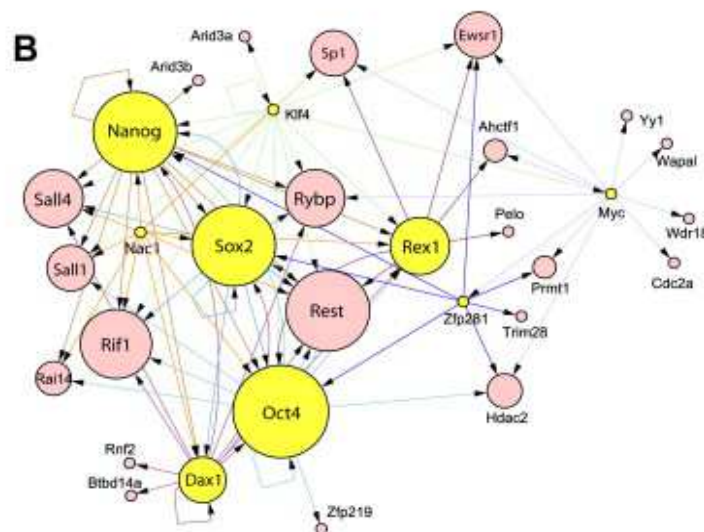 B
Arid3a
Sp1
Ewsr1
Arid3b
Klf4
Nanog
Yy1
Ahctf1
Wapal
Sall4
Rybp
Myc
Nac1
Sox2
Rex1
Pelo
Wdr18
Sall1
Cdc2a
Prmt1
Rest
Zfp281
Trim28
Rif1
Rai14
Oct4
Hdac2
Rnf2
Btbd14a
Dax1
Zfp219